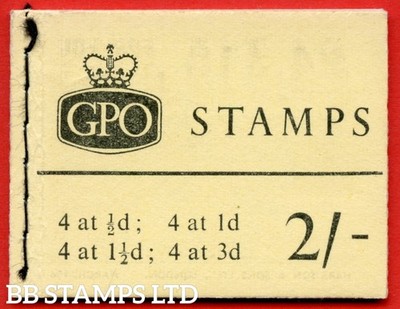 GPO STAMPS
4 at ½d; 4 at 1d
4 at 1½d; 4 at 3d 2/-
BB STAMPS LTD